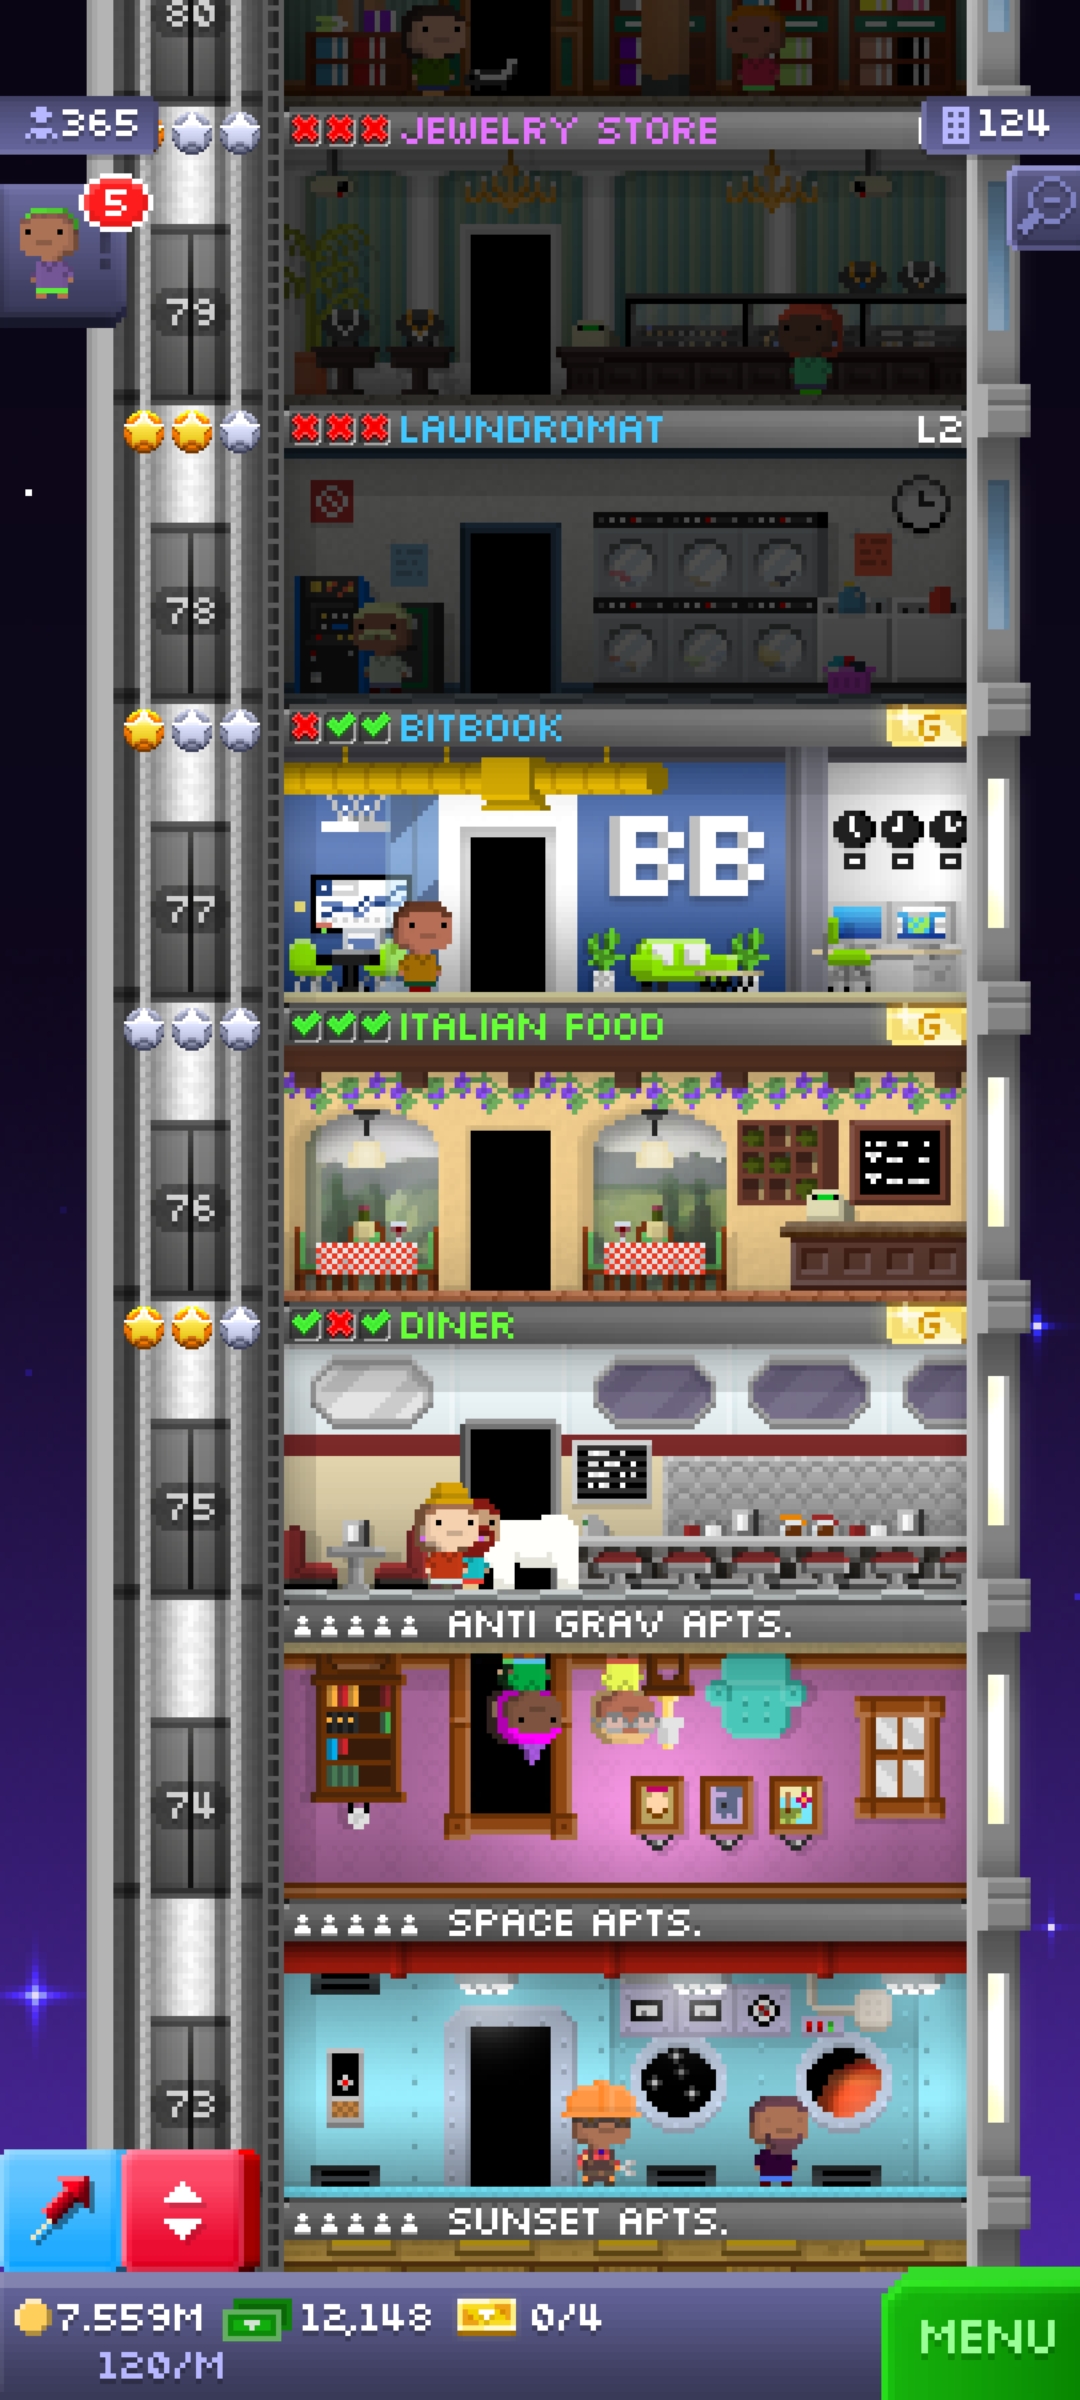 80
365
JEWELRY STORE
124
5
79
LAUNDROMAT
L2
78
BITBOOK
G
BB
77
ITALIAN FOOD
G
76
DINER
G
75
ANTI GRAV APTS.
74
SPACE APTS.
73
SUNSET APTS.
7.559M
12,148
0/4
MENU
120/M